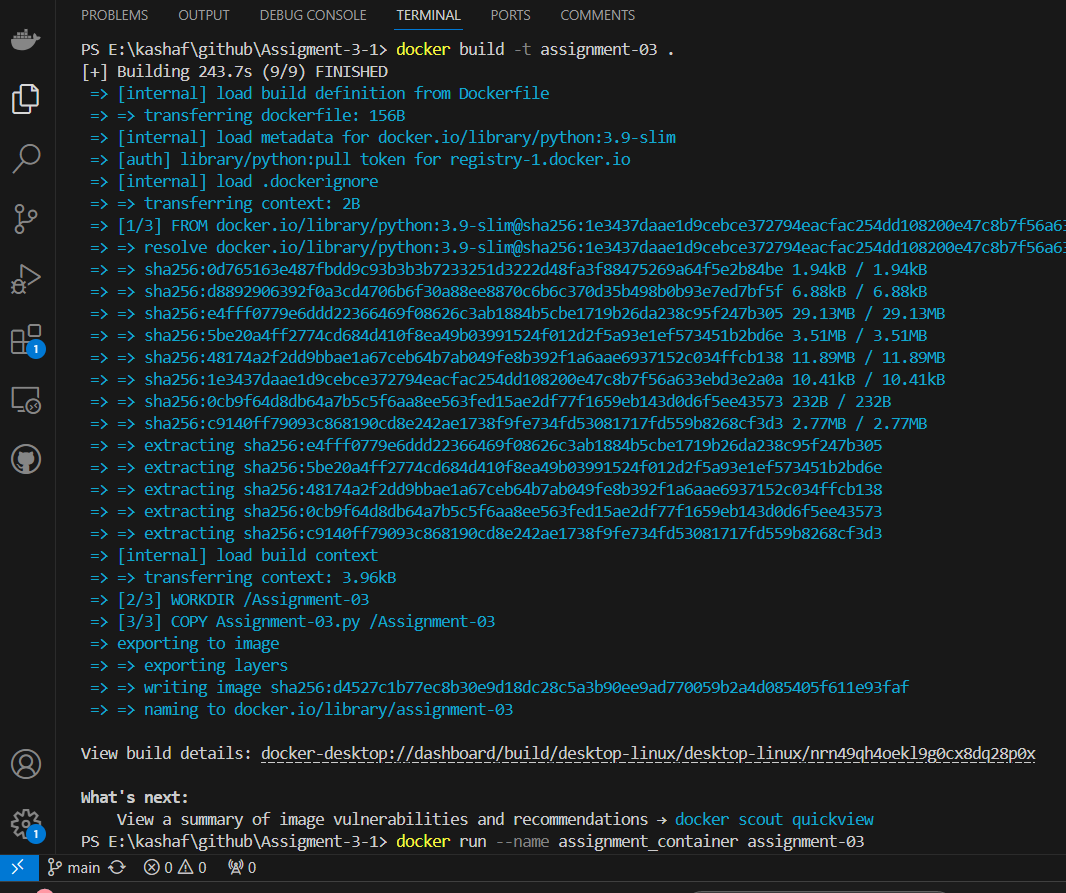 PROBLEMS OUTPUT DEBUG CONSOLE TERMINAL PORTS COMMENTS
PS E:\kashaf\github\Assigment-3-1> docker build -t assignment-03 .
[+] Building 243.7s (9/9) FINISHED
=> [internal] load build definition from Dockerfile
=> => transferring dockerfile: 156B
=> [internal] load metadata for docker.io/library/python:3.9-slim
=> [auth] library/python:pull token for registry-1.docker.io
=> [internal] load .dockerignore
=> => transferring context: 2B
=> [1/3] FROM docker.io/library/python:3.9-slim@sha256:1e3437daae1d9cebce372794eacfac254dd108200e47c8b7f56a63
=> => resolve docker.io/library/python:3.9-slim@sha256:1e3437daae1d9cebce372794eacfac254dd108200e47c8b7f56a63
=> => sha256:0d765163e487fbdd9c93b3b3b7233251d3222d48fa3f88475269a64f5e2b84be 1.94kB / 1.94kB
=> => sha256:d8892906392f0a3cd4706b6f30a88ee8870c6b6c370d35b498b0b93e7ed7bf5f 6.88kB / 6.88kB
=> => sha256:e4fff0779e6ddd22366469f08626c3ab1884b5cbe1719b26da238c95f247b305 29.13MB / 29.13MB
=> => sha256:5be20a4ff2774cd684d410f8ea49b03991524f012d2f5a93e1ef573451b2bd6e 3.51MB / 3.51MB
=> => sha256:48174a2f2dd9bbae1a67ceb64b7ab049fe8b392f1a6aae6937152c034ffcb138 11.89MB / 11.89MB
=> => sha256:1e3437daae1d9cebce372794eacfac254dd108200e47c8b7f56a633ebd3e2a0a 10.41kB / 10.41kB
=> => sha256:0cb9f64d8db64a7b5c5f6aa8ee563fed15ae2df77f1659eb143d0d6f5ee43573 232B / 232B
=> => sha256:c9140ff79093c868190cd8e242ae1738f9fe734fd53081717fd559b8268cf3d3 2.77MB / 2.77MB
=> => extracting sha256:e4fff0779e6ddd22366469f08626c3ab1884b5cbe1719b26da238c95f247b305
=> => extracting sha256:5be20a4ff2774cd684d410f8ea49b03991524f012d2f5a93e1ef573451b2bd6e
=> => extracting sha256:48174a2f2dd9bbae1a67ceb64b7ab049fe8b392f1a6aae6937152c034ffcb138
=> => extracting sha256:0cb9f64d8db64a7b5c5f6aa8ee563fed15ae2df77f1659eb143d0d6f5ee43573
=> => extracting sha256:c9140ff79093c868190cd8e242ae1738f9fe734fd53081717fd559b8268cf3d3
=> [internal] load build context
=> => transferring context: 3.96kB
=> [2/3] WORKDIR /Assignment-03
=> [3/3] COPY Assignment-03.py /Assignment-03
=> exporting to image
=> => exporting layers
=> => writing image sha256:d4527c1b77ec8b30e9d18dc28c5a3b90ee9ad770059b2a4d085405f611e93faf
=> => naming to docker.io/library/assignment-03
View build details: docker-desktop://dashboard/build/desktop-linux/desktop-linux/nrn49qh4oekl9g0cx8dq28p0x
What's next:
View a summary of image vulnerabilities and recommendations → docker scout quickview
PS E:\kashaf\github\Assigment-3-1> docker run --name assignment_container assignment-03
1
1
main 0 0 0